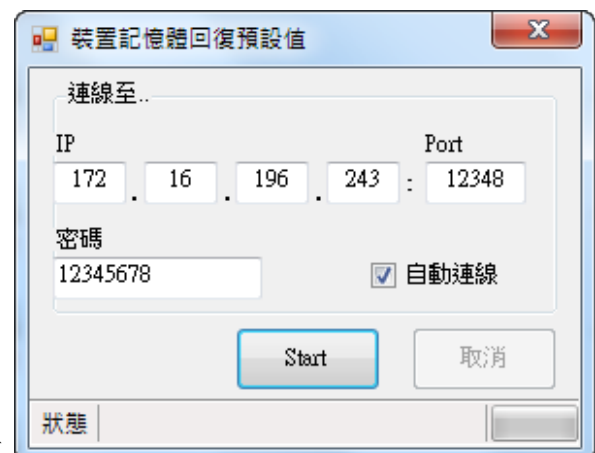 裝置記憶體回復預設值
連線至..
IP Port
172 . 16 . 196 . 243 : 12348
密碼
12345678 自動連線
Start 取消
狀態